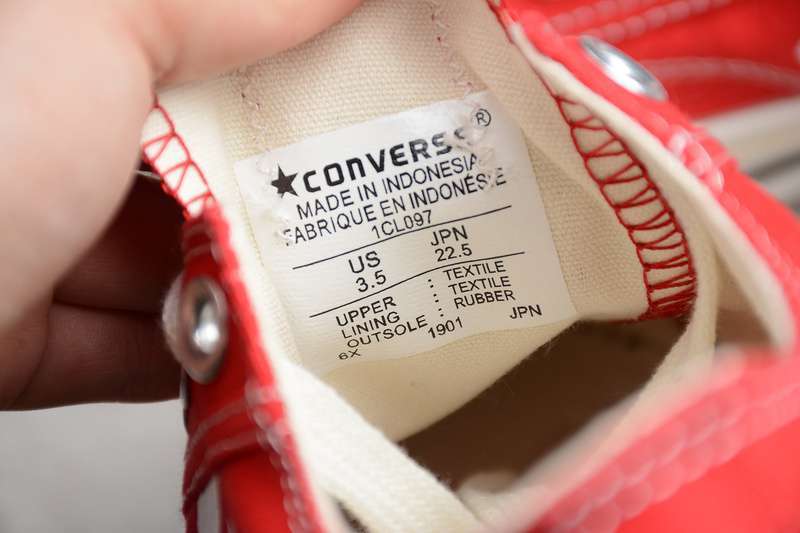 ★CONVERSE®
MADE IN INDONESIA
FABRIQUE EN INDONÉSIE
1CL097
US JPN
3.5 22.5
UPPER : TEXTILE
LINING : TEXTILE
OUTSOLE : RUBBER
6X 1901 JPN